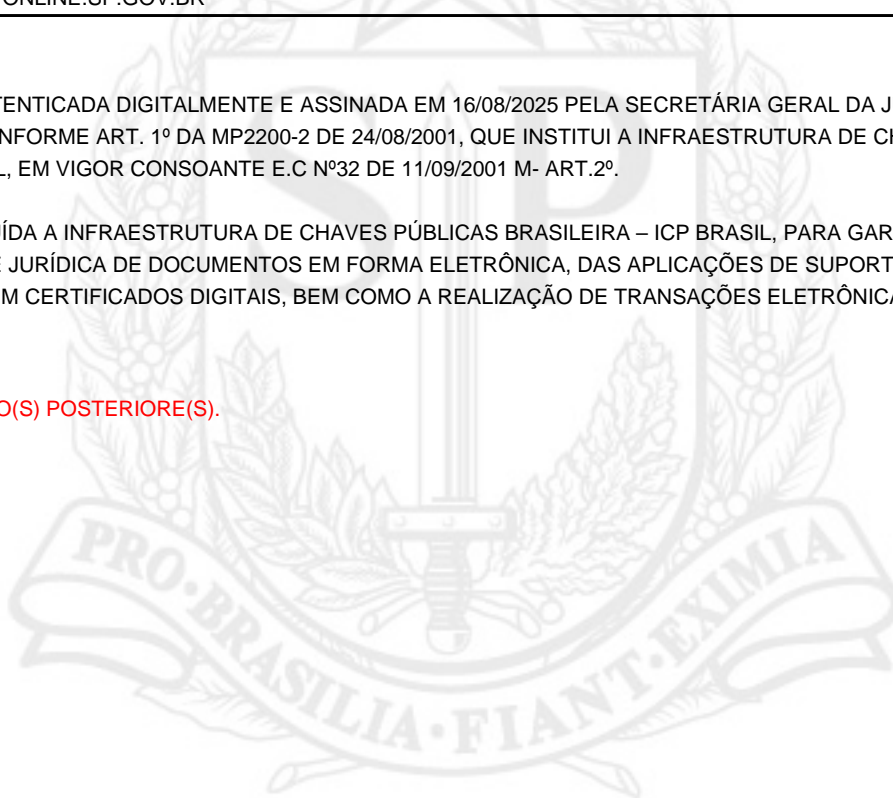 ONLINE.SP.GOV.BR
TENTICADA DIGITALMENTE E ASSINADA EM 16/08/2025 PELA SECRETÁRIA GERAL DA J
NFORME ART. 1º DA MP2200-2 DE 24/08/2001, QUE INSTITUI A INFRAESTRUTURA DE CH
L, EM VIGOR CONSOANTE E.C Nº32 DE 11/09/2001 M- ART.2º.
UÍDA A INFRAESTRUTURA DE CHAVES PÚBLICAS BRASILEIRA – ICP BRASIL, PARA GAR
E JURÍDICA DE DOCUMENTOS EM FORMA ELETRÔNICA, DAS APLICAÇÕES DE SUPORT
M CERTIFICADOS DIGITAIS, BEM COMO A REALIZAÇÃO DE TRANSAÇÕES ELETRÔNICA
O(S) POSTERIORE(S).
SP
PRO·BRASILIA·FIANT·EXIMIA